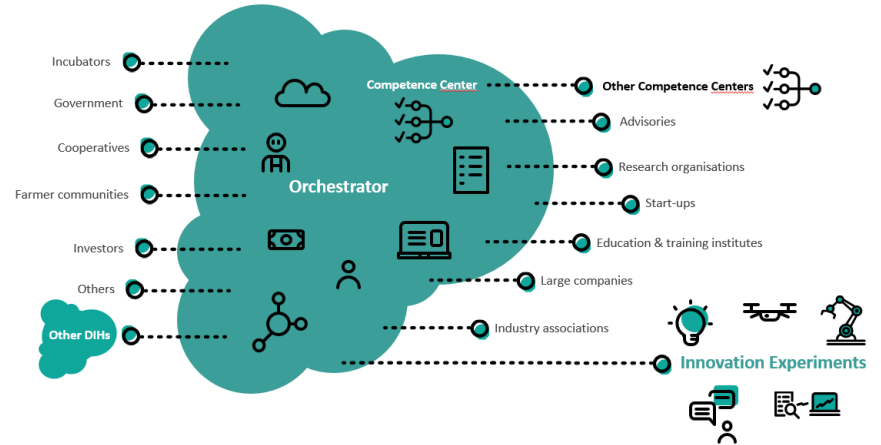 Incubators
Government
Cooperatives
Farmer communities
Investors
Others
Other DIHs
Orchestrator
Competence Center
Other Competence Centers
Advisories
Research organisations
Start-ups
Education & training institutes
Large companies
Industry associations
Innovation Experiments